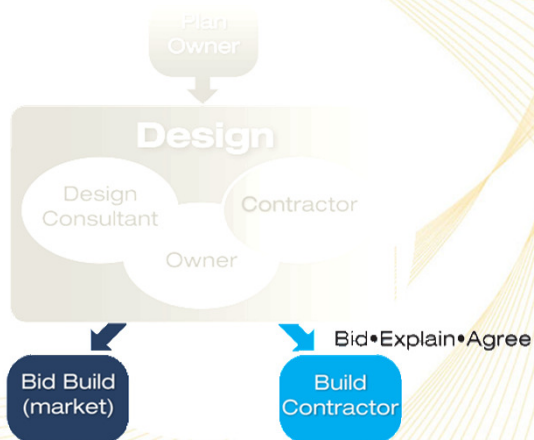 Plan
Owner
Design
Design
Consultant
Contractor
Owner
Bid•Explain•Agree
Bid Build
(market)
Build
Contractor